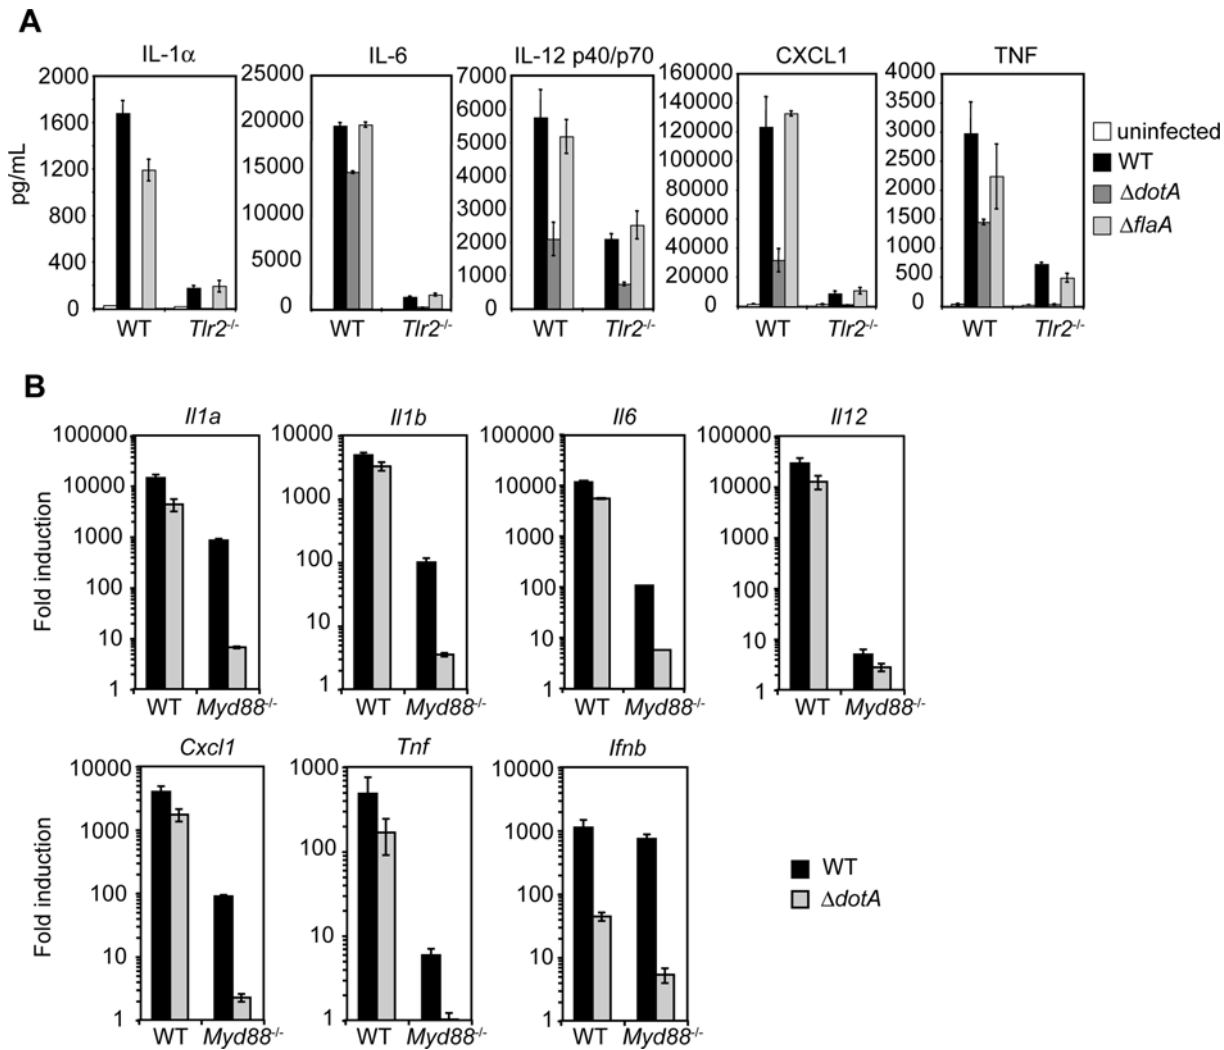 A
IL-1α IL-6 IL-12 p40/p70 CXCL1 TNF
pg/mL
2000
1600
1200
800
400
0
WT Tlr2-/-
25000
20000
15000
10000
5000
0
WT Tlr2-/-
7000
6000
5000
4000
3000
2000
1000
0
WT Tlr2-/-
160000
140000
120000
100000
80000
60000
40000
20000
0
WT Tlr2-/-
4000
3500
3000
2500
2000
1500
1000
500
0
WT Tlr2-/-
uninfected
WT
ΔdotA
ΔflaA
B
Il1a Il1b Il6 Il12
Fold induction
100000
10000
1000
100
10
1
WT Myd88-/-
10000
1000
100
10
1
WT Myd88-/-
100000
10000
1000
100
10
1
WT Myd88-/-
100000
10000
1000
100
10
1
WT Myd88-/-
Cxcl1 Tnf Ifnb
Fold induction
10000
1000
100
10
1
WT Myd88-/-
1000
100
10
1
WT Myd88-/-
10000
1000
100
10
1
WT Myd88-/-
WT
ΔdotA